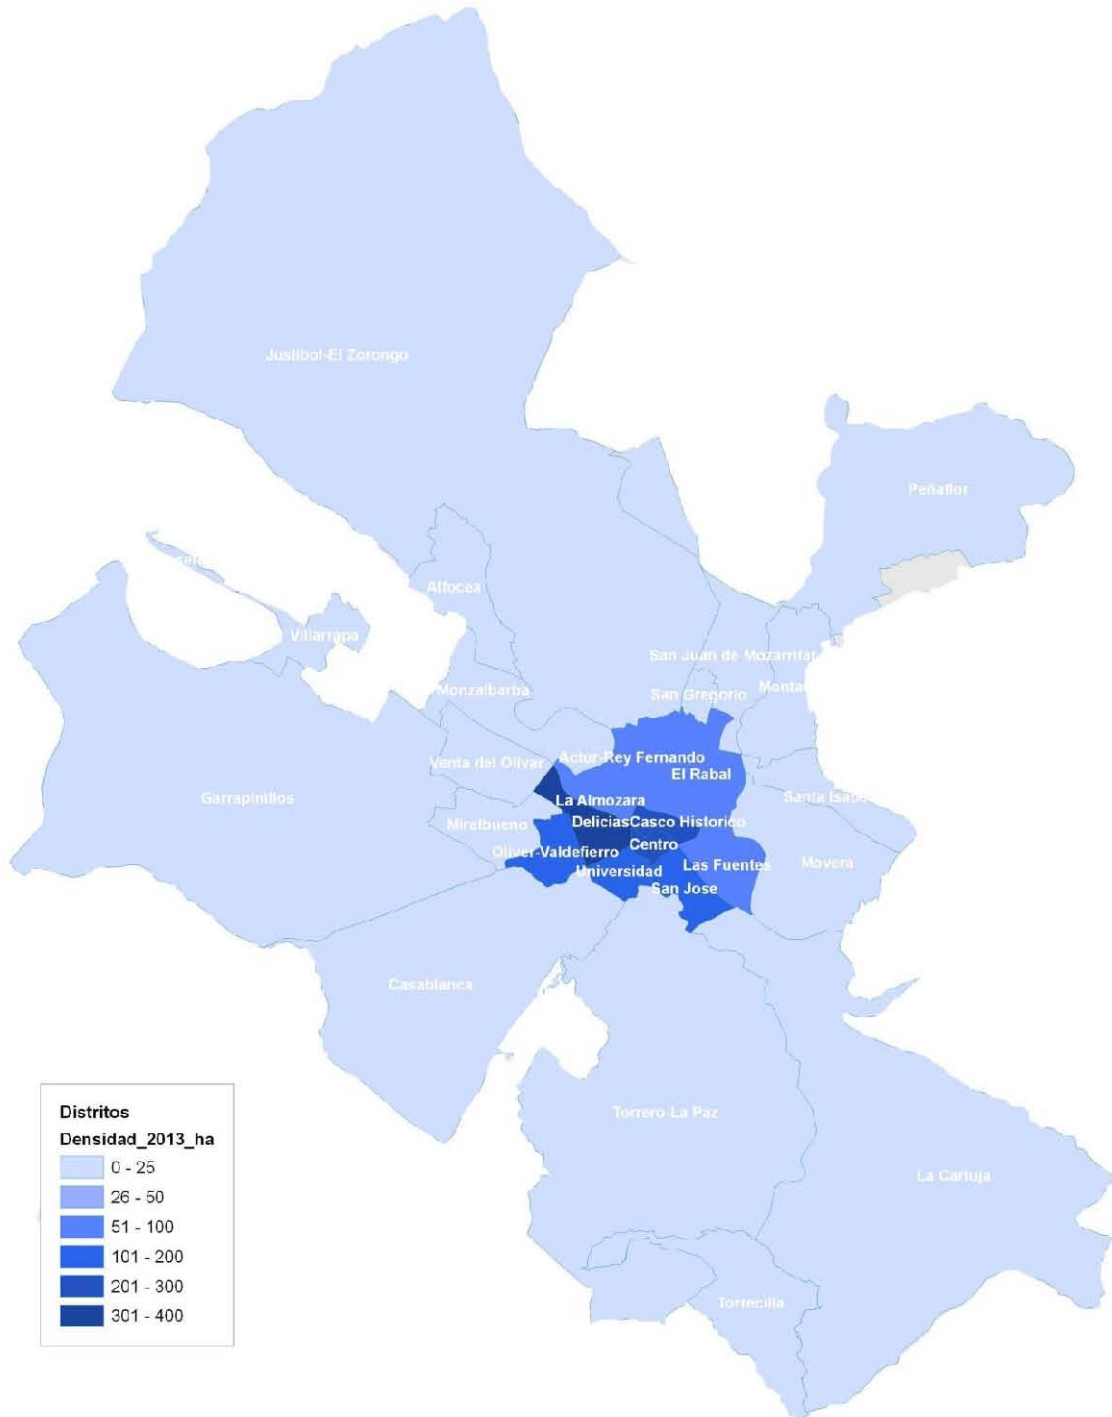 Juslibol-El Zorongo
Peñaflor
Alfocea
Villarrapa
San Juan de Mozarrifar
Monzalbarba
San Gregorio
Venta del Olivar
Actur-Rey Fernando
El Rabal
Garrapinillos
La Almozara
Santa Isabe
Miralbueno
Delicias
Casco Historico
Centro
Oliver-Valdefierro
Las Fuentes
Movera
Universidad
San Jose
Casablanca
Distritos
Densidad_2013_ha
0 - 25
26 - 50
51 - 100
101 - 200
201 - 300
301 - 400
Torrero-La Paz
La Cartuja
Torrecilla